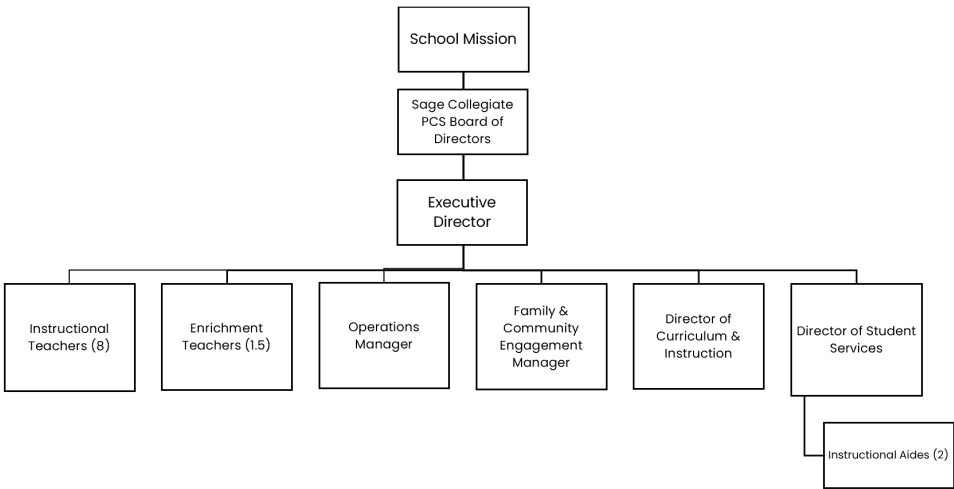 School Mission
Sage Collegiate
PCS Board of
Directors
Executive
Director
Instructional
Teachers (8)
Enrichment
Teachers (1.5)
Operations
Manager
Family &
Community
Engagement
Manager
Director of
Curriculum &
Instruction
Director of Student
Services
Instructional Aides (2)